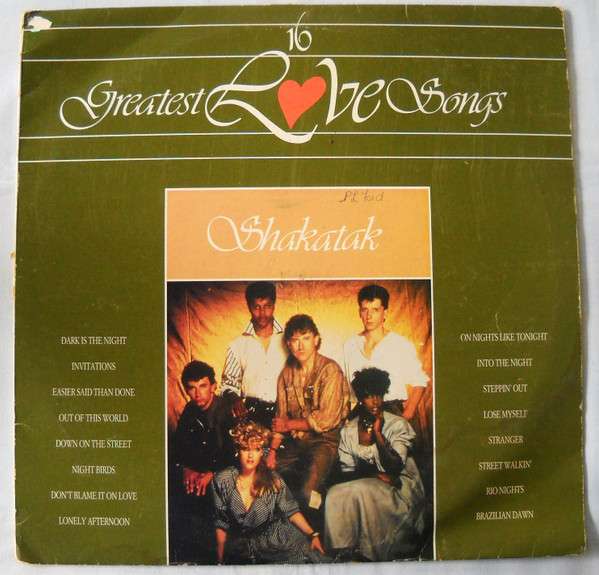 16
Greatest Love Songs
Shakatak
DARK IS THE NIGHT
INVITATIONS
EASIER SAID THAN DONE
OUT OF THIS WORLD
DOWN ON THE STREET
NIGHT BIRDS
DON'T BLAME IT ON LOVE
LONELY AFTERNOON
ON NIGHTS LIKE TONIGHT
INTO THE NIGHT
STEPPIN' OUT
LOSE MYSELF
STRANGER
STREET WALKIN'
RIO NIGHTS
BRAZILIAN DAWN